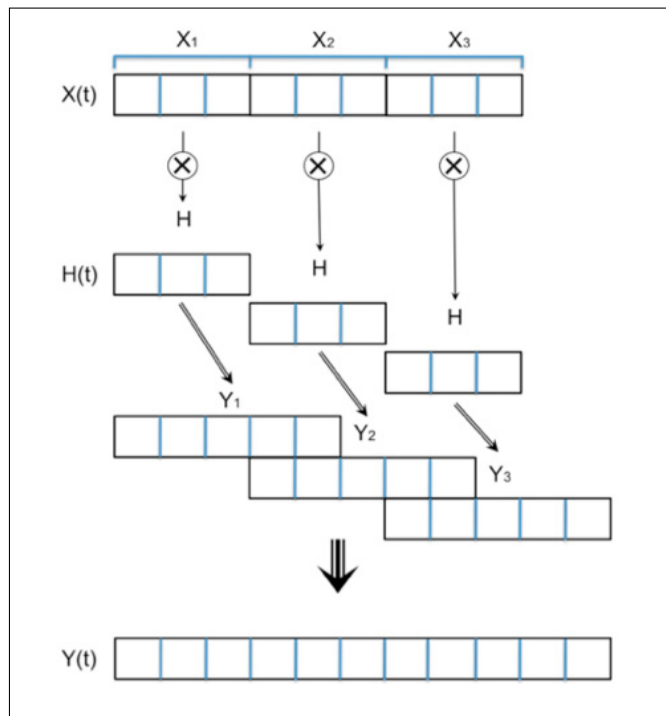 X₁ X₂ X₃
X(t)
H
H
H(t)
H
Y₁
Y₂
Y₃
Y(t)